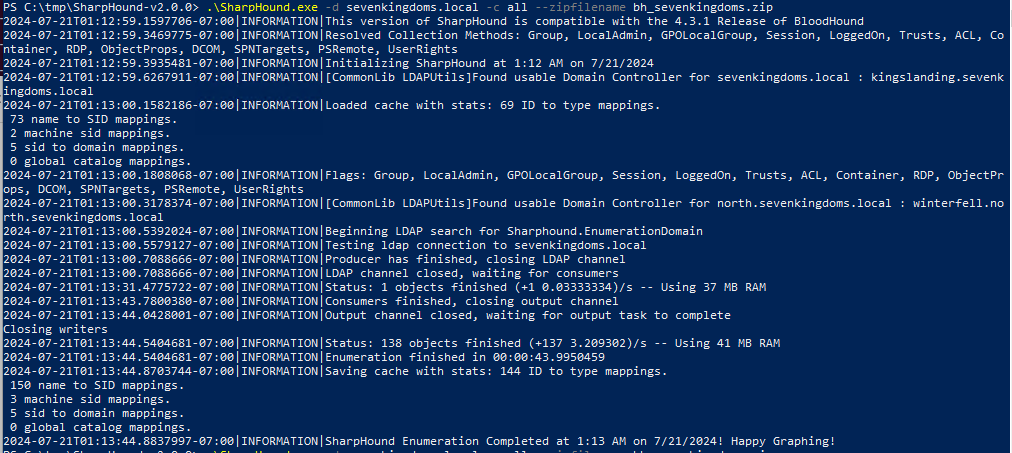 PS C:\tmp\SharpHound-v2.0.0> .\SharpHound.exe -d sevenkingdoms.local -c all --zipfilename bh_sevenkingdoms.zip
2024-07-21T01:12:59.1597706-07:00|INFORMATION|This version of SharpHound is compatible with the 4.3.1 Release of BloodHound
2024-07-21T01:12:59.3469775-07:00|INFORMATION|Resolved Collection Methods: Group, LocalAdmin, GPOLocalGroup, Session, LoggedOn, Trusts, ACL, Co
ntainer, RDP, ObjectProps, DCOM, SPNTargets, PSRemote, UserRights
2024-07-21T01:12:59.3935481-07:00|INFORMATION|Initializing SharpHound at 1:12 AM on 7/21/2024
2024-07-21T01:12:59.6267911-07:00|INFORMATION|[CommonLib LDAPUtils]Found usable Domain Controller for sevenkingdoms.local : kingslanding.sevenk
ingdoms.local
2024-07-21T01:13:00.1582186-07:00|INFORMATION|Loaded cache with stats: 69 ID to type mappings.
73 name to SID mappings.
2 machine sid mappings.
5 sid to domain mappings.
0 global catalog mappings.
2024-07-21T01:13:00.1808068-07:00|INFORMATION|Flags: Group, LocalAdmin, GPOLocalGroup, Session, LoggedOn, Trusts, ACL, Container, RDP, ObjectPr
ops, DCOM, SPNTargets, PSRemote, UserRights
2024-07-21T01:13:00.3178374-07:00|INFORMATION|[CommonLib LDAPUtils]Found usable Domain Controller for north.sevenkingdoms.local : winterfell.no
rth.sevenkingdoms.local
2024-07-21T01:13:00.5392024-07:00|INFORMATION|Beginning LDAP search for Sharphound.EnumerationDomain
2024-07-21T01:13:00.5579127-07:00|INFORMATION|Testing ldap connection to sevenkingdoms.local
2024-07-21T01:13:00.7088666-07:00|INFORMATION|Producer has finished, closing LDAP channel
2024-07-21T01:13:00.7088666-07:00|INFORMATION|LDAP channel closed, waiting for consumers
2024-07-21T01:13:31.4775722-07:00|INFORMATION|Status: 1 objects finished (+1 0.03333334)/s -- Using 37 MB RAM
2024-07-21T01:13:43.7800380-07:00|INFORMATION|Consumers finished, closing output channel
2024-07-21T01:13:44.0428001-07:00|INFORMATION|Output channel closed, waiting for output task to complete
Closing writers
2024-07-21T01:13:44.5404681-07:00|INFORMATION|Status: 138 objects finished (+137 3.209302)/s -- Using 41 MB RAM
2024-07-21T01:13:44.5404681-07:00|INFORMATION|Enumeration finished in 00:00:43.9950459
2024-07-21T01:13:44.8703744-07:00|INFORMATION|Saving cache with stats: 144 ID to type mappings.
150 name to SID mappings.
3 machine sid mappings.
5 sid to domain mappings.
0 global catalog mappings.
2024-07-21T01:13:44.8837997-07:00|INFORMATION|SharpHound Enumeration Completed at 1:13 AM on 7/21/2024! Happy Graphing!